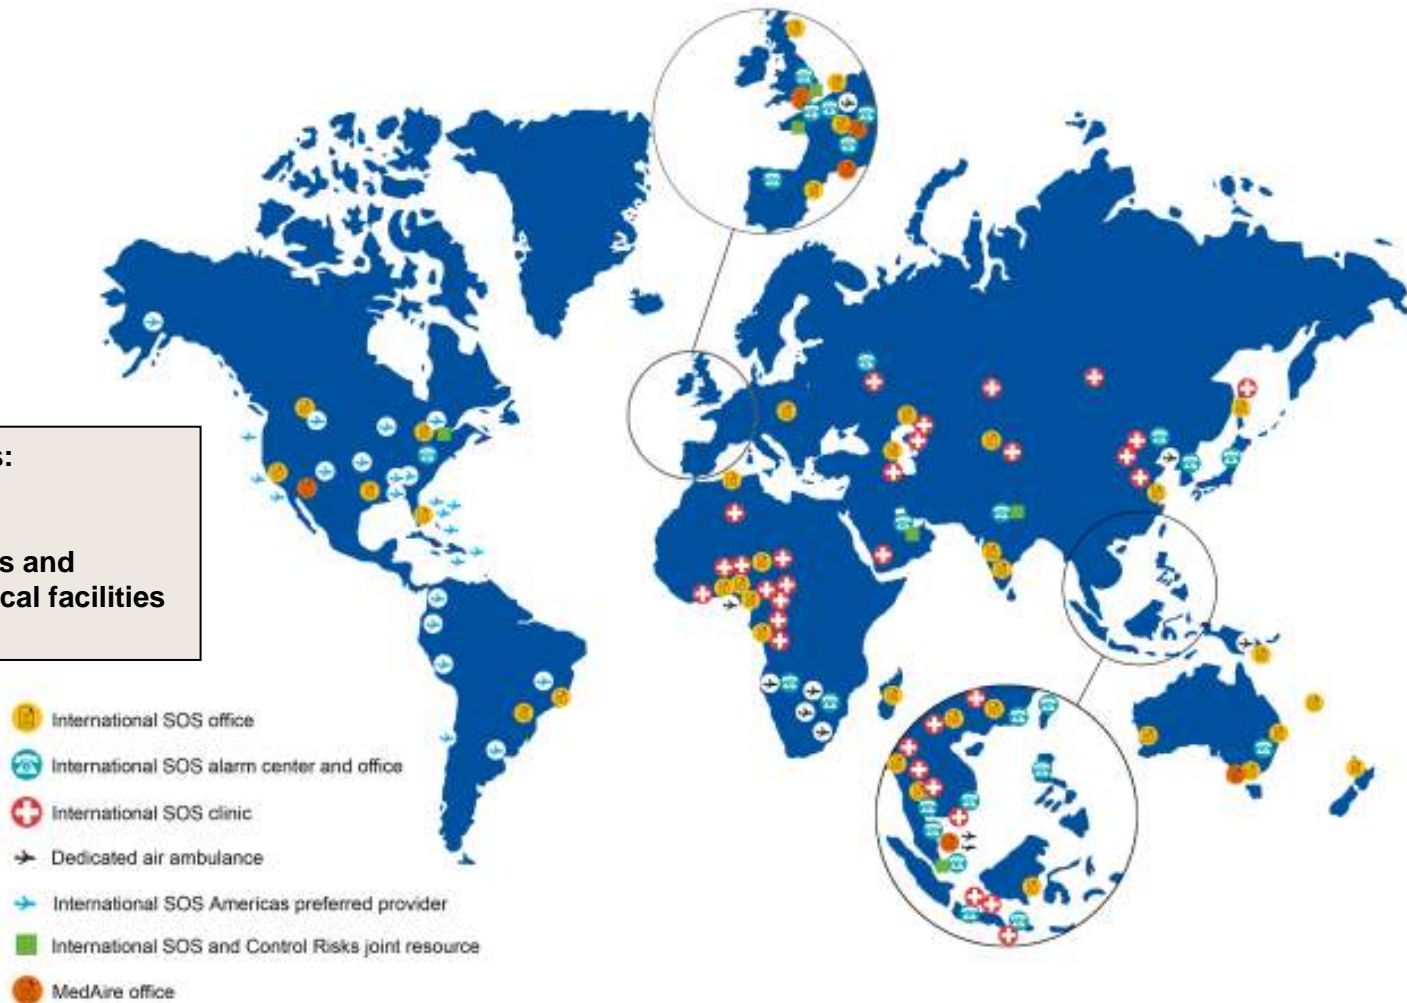 s:
s and
cal facilities
International SOS office
International SOS alarm center and office
International SOS clinic
Dedicated air ambulance
International SOS Americas preferred provider
International SOS and Control Risks joint resource
MedAire office